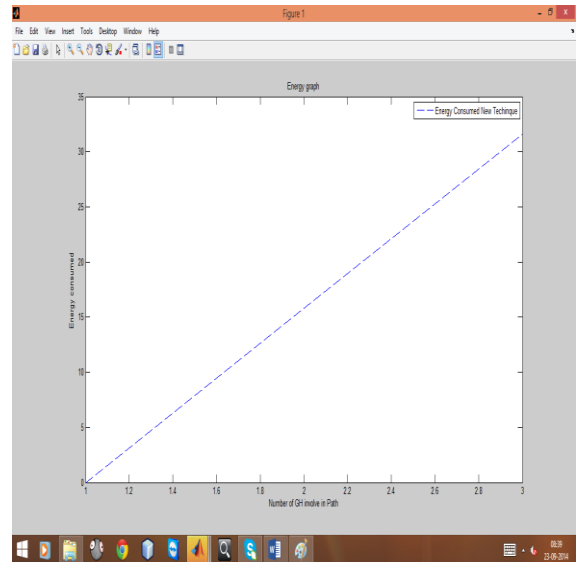 Figure 1
File Edit View Insert Tools Desktop Window Help
Energy graph
Energy Consumed New Techinque
35
30
25
20
15
10
5
0
Energy consumed
1 1.2 1.4 1.6 1.8 2 2.2 2.4 2.6 2.8 3
Number of GH imolve in Path
06:39
23-09-2014